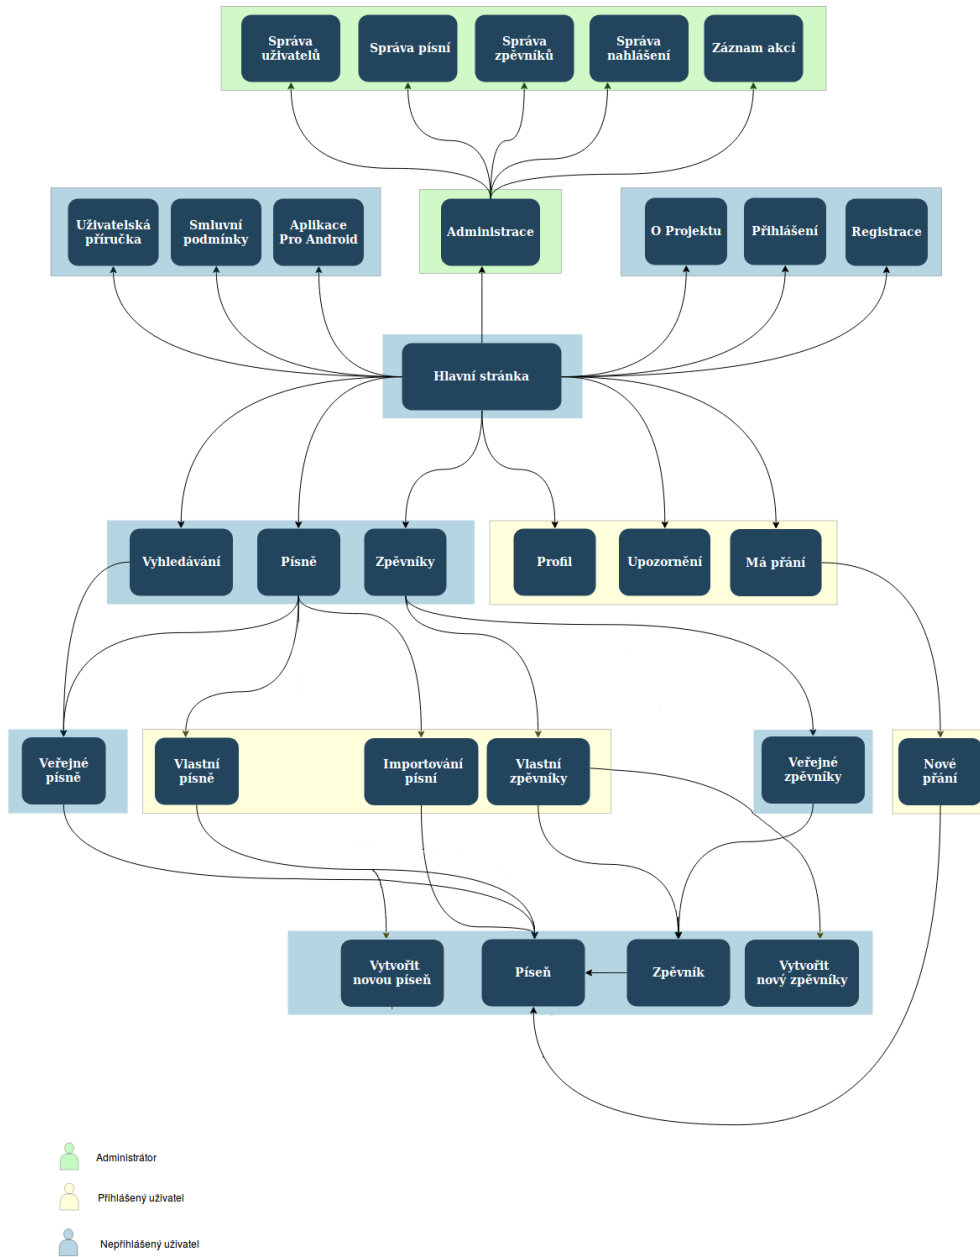 Správa
uživatelů
Správa písní
Správa
zpěvníků
Správa
nahlášení
Záznam akcí
Uživatelská
příručka
Smluvní
podmínky
Aplikace
Pro Android
Administrace
O Projektu
Přihlášení
Registrace
Hlavní stránka
Vyhledávání
Písně
Zpěvníky
Profil
Upozornění
Má přání
Veřejné
písně
Vlastní
písně
Importování
písní
Vlastní
zpěvníky
Veřejné
zpěvníky
Nové
přání
Vytvořit
novou píseň
Píseň
Zpěvník
Vytvořit
nový zpěvníky
Administrátor
Přihlášený uživatel
Nepřihlášený uživatel